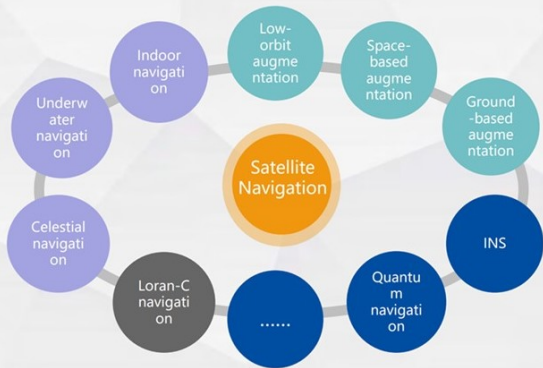 Low-
orbit
augme
ntation
Space-
based
augme
ntation
Ground
-based
augme
ntation
INS
Quantu
m
navigati
on
......
Loran-C
navigati
on
Celestial
navigati
on
Underw
ater
navigati
on
Indoor
navigati
on
Satellite
Navigation